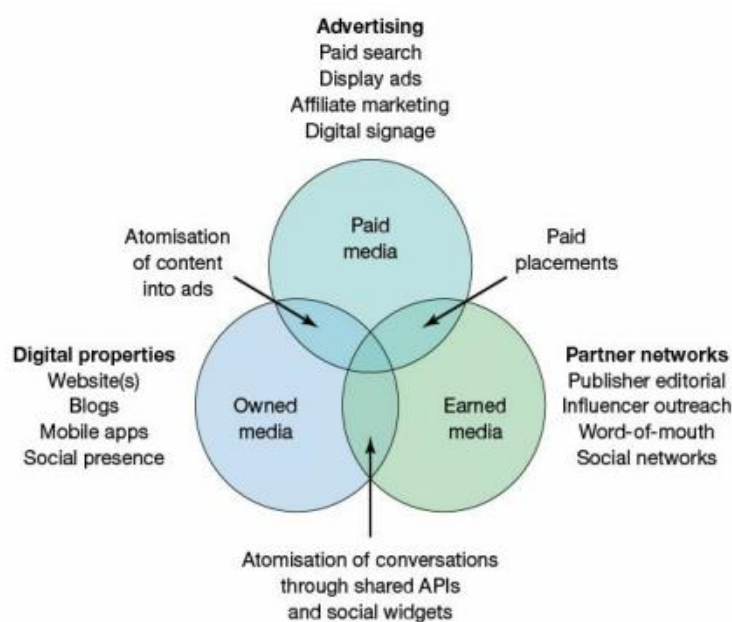 Advertising
Paid search
Display ads
Affiliate marketing
Digital signage
Paid
media
Atomisation
of content
into ads
Paid
placements
Digital properties
Website(s)
Blogs
Mobile apps
Social presence
Owned
media
Earned
media
Partner networks
Publisher editorial
Influencer outreach
Word-of-mouth
Social networks
Atomisation of conversations
through shared APIs
and social widgets